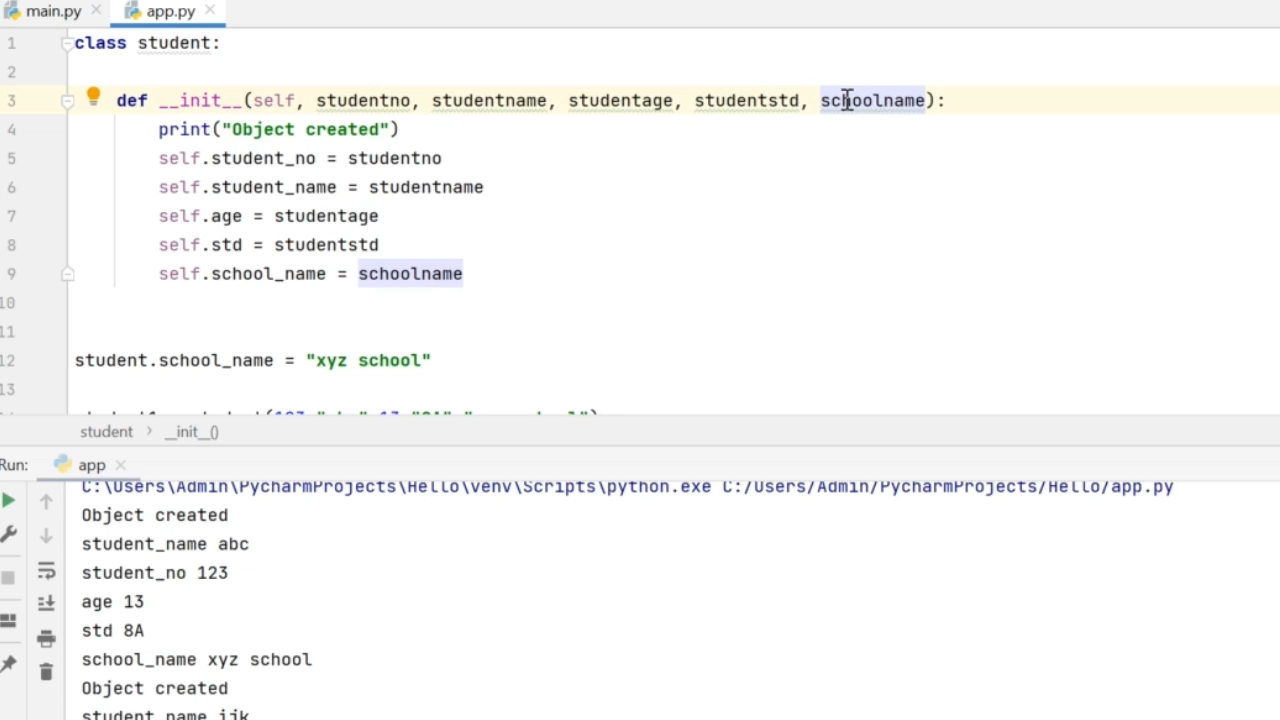 main.py app.py
1 class student:
2
3 def __init__(self, studentno, studentname, studentage, studentstd, schoolname):
4 print("Object created")
5 self.student_no = studentno
6 self.student_name = studentname
7 self.age = studentage
8 self.std = studentstd
9 self.school_name = schoolname
10
11
12 student.school_name = "xyz school"
13
student › __init__()
Run: app
C:\Users\Admin\PycharmProjects\Hello\venv\Scripts\python.exe C:/Users/Admin/PycharmProjects/Hello/app.py
Object created
student_name abc
student_no 123
age 13
std 8A
school_name xyz school
Object created
student_name ijk